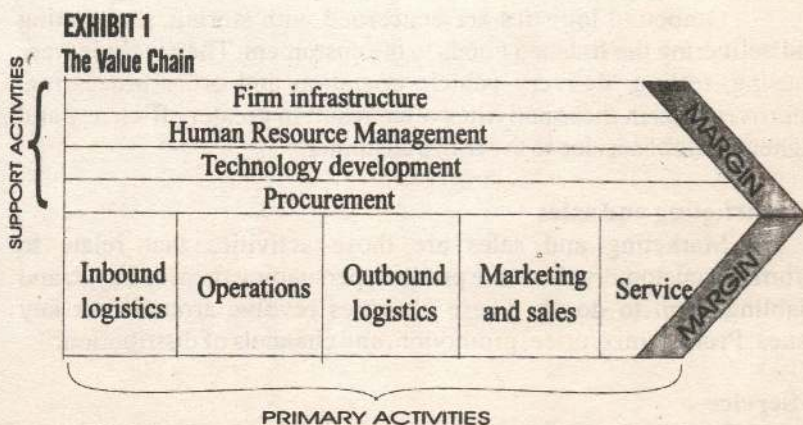 EXHIBIT 1
The Value Chain
SUPPORT ACTIVITIES
Firm infrastructure
Human Resource Management
Technology development
Procurement
MARGIN
Inbound logistics
Operations
Outbound logistics
Marketing and sales
Service
MARGIN
PRIMARY ACTIVITIES